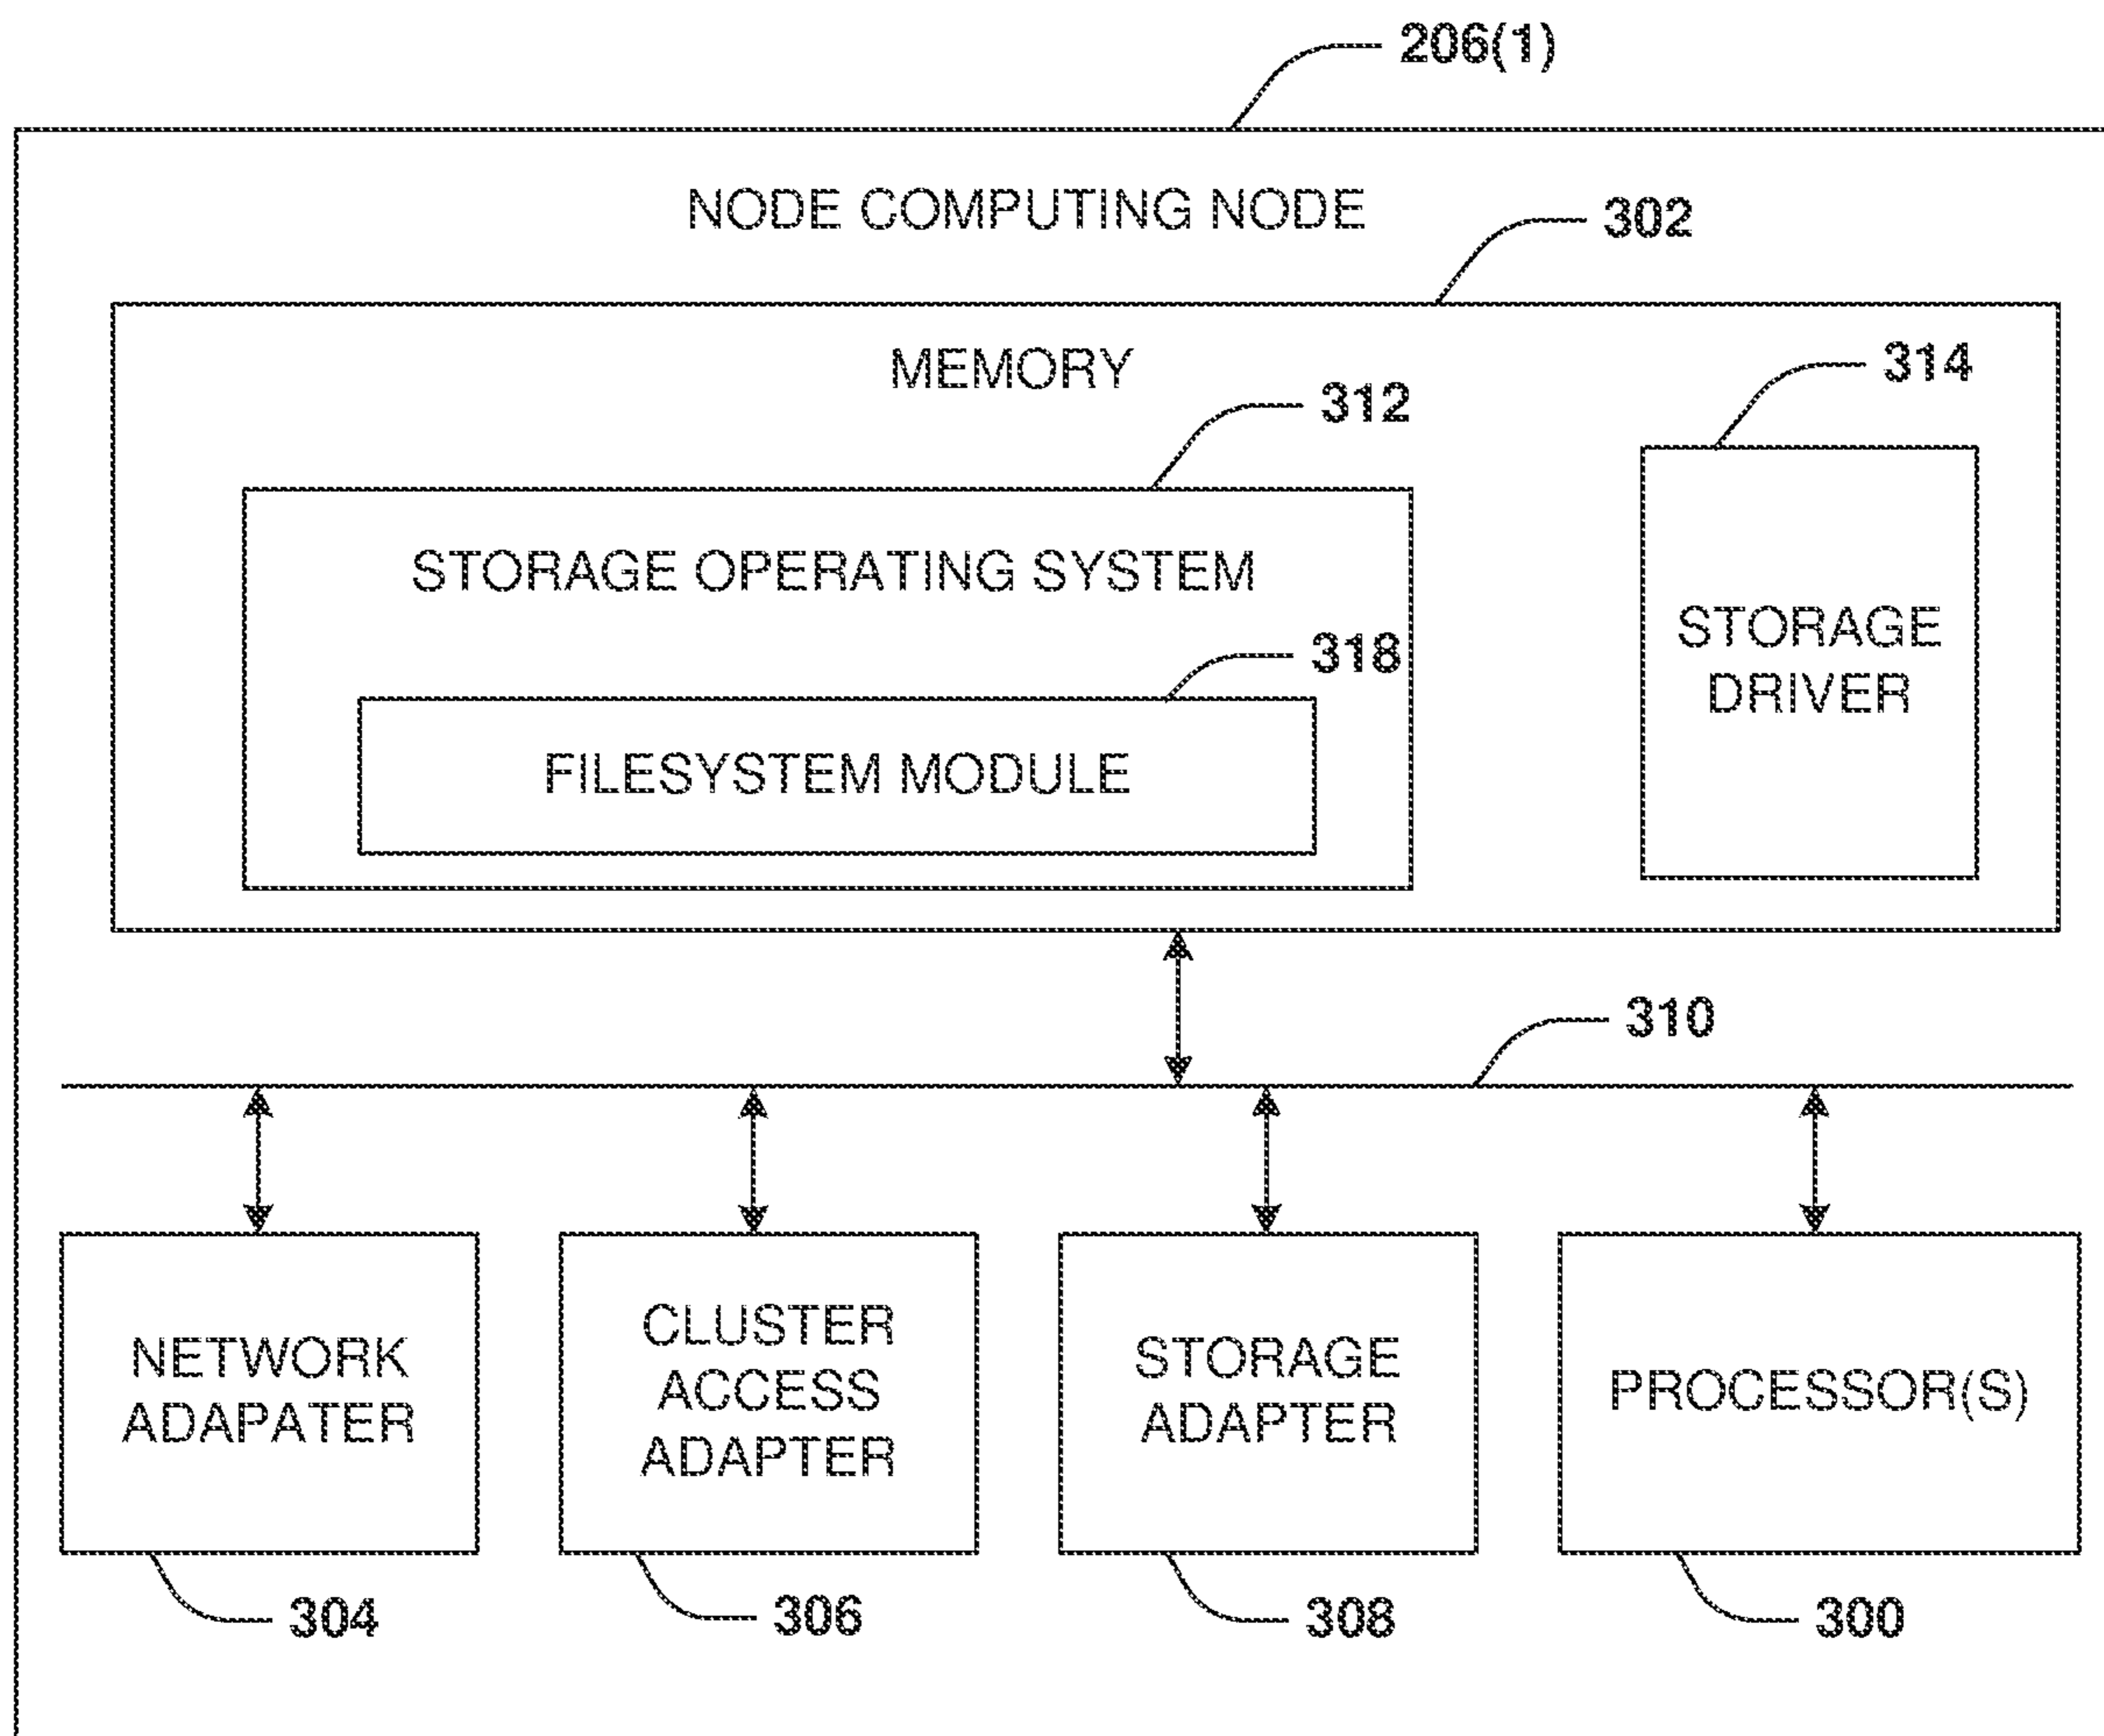 206(1)
NODE COMPUTING NODE
302
MEMORY
314
312
STORAGE OPERATING SYSTEM
STORAGE
DRIVER
318
FILESYSTEM MODULE
310
NETWORK
ADAPATER
CLUSTER
ACCESS
ADAPTER
STORAGE
ADAPTER
PROCESSOR(S)
304
306
308
300